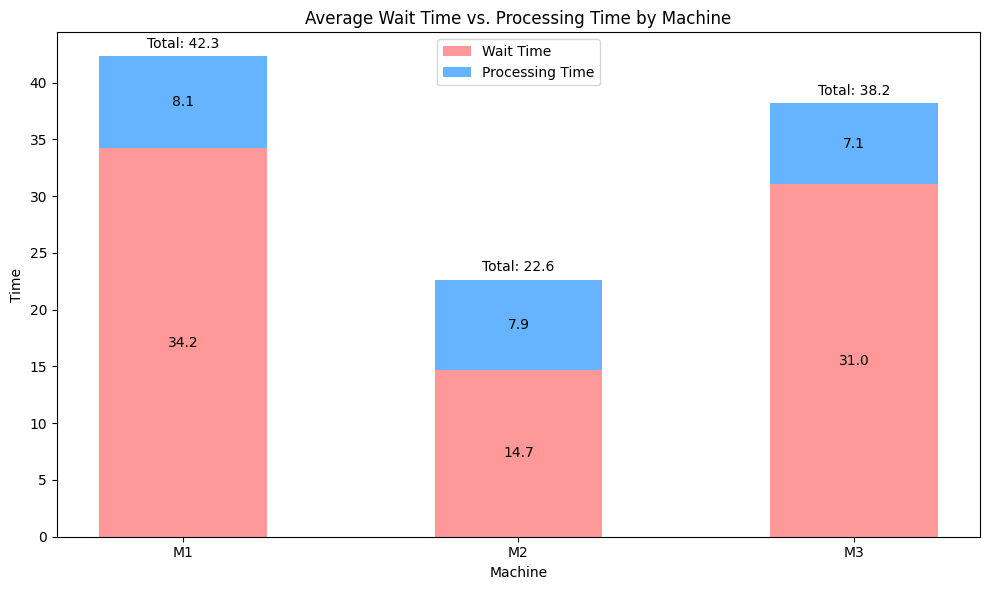 Average Wait Time vs. Processing Time by Machine
Wait Time
Processing Time
Total: 42.3
8.1
34.2
Total: 22.6
7.9
14.7
Total: 38.2
7.1
31.0
Time
40
35
30
25
20
15
10
5
0
M1
M2
M3
Machine